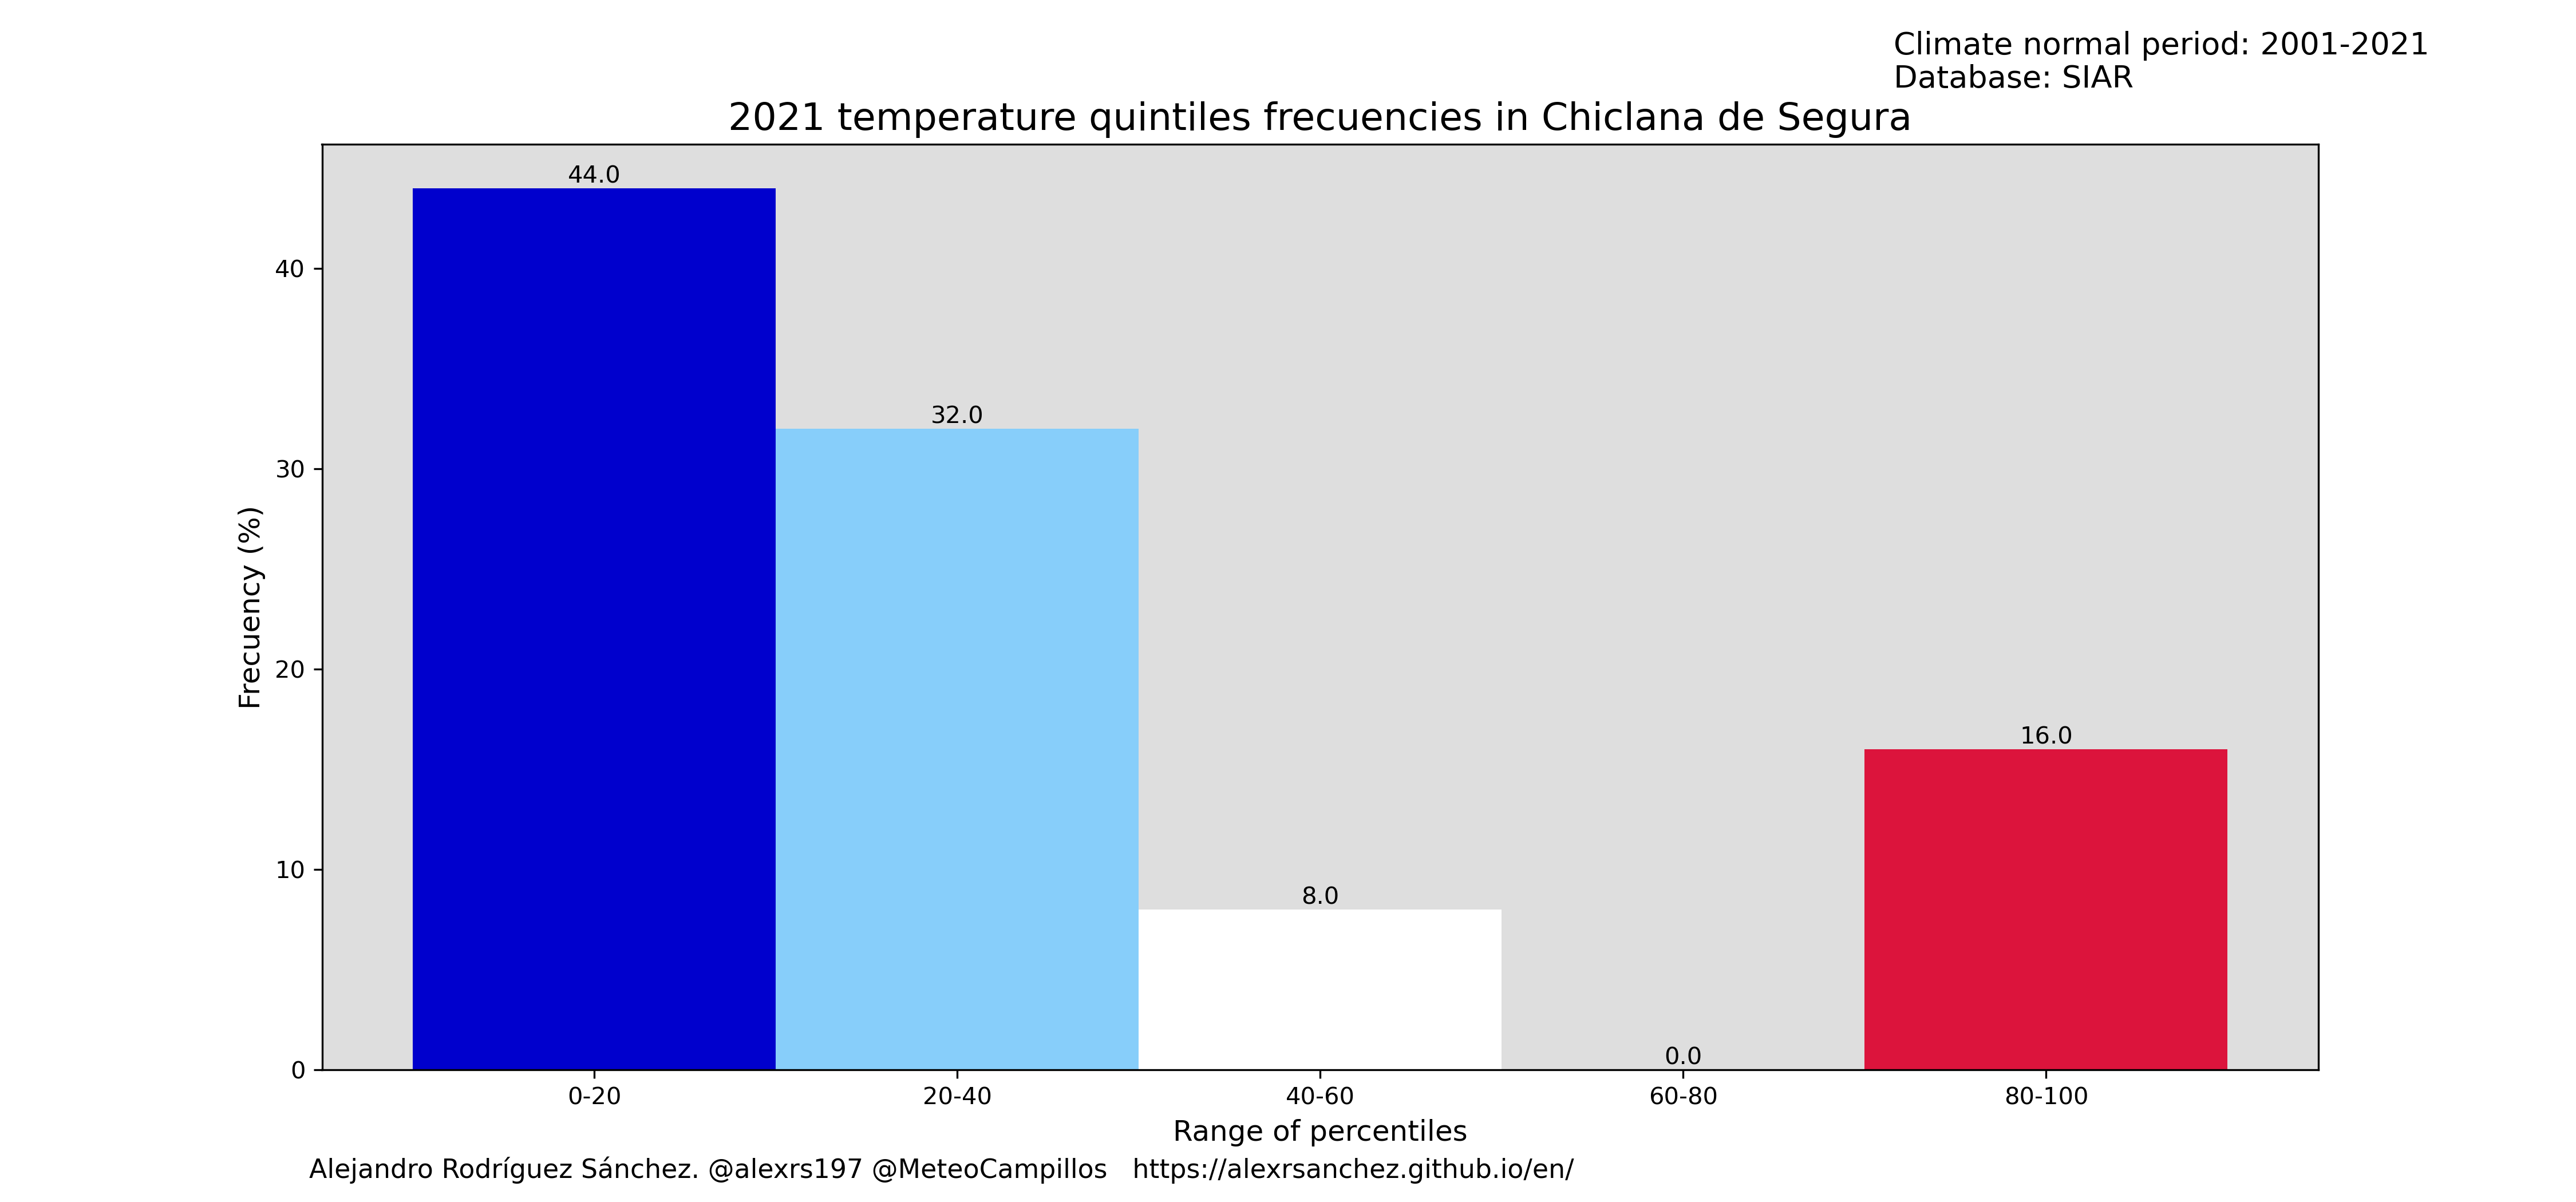 Climate normal period: 2001-2021
Database: SIAR
2021 temperature quintiles frecuencies in Chiclana de Segura
44.0
40
32.0
30
Frecuency (%)
20
16.0
10
8.0
0.0
0
0-20
20-40
40-60
60-80
80-100
Range of percentiles
Alejandro Rodríguez Sánchez. @alexrs197 @MeteoCampillos   https://alexrsanchez.github.io/en/